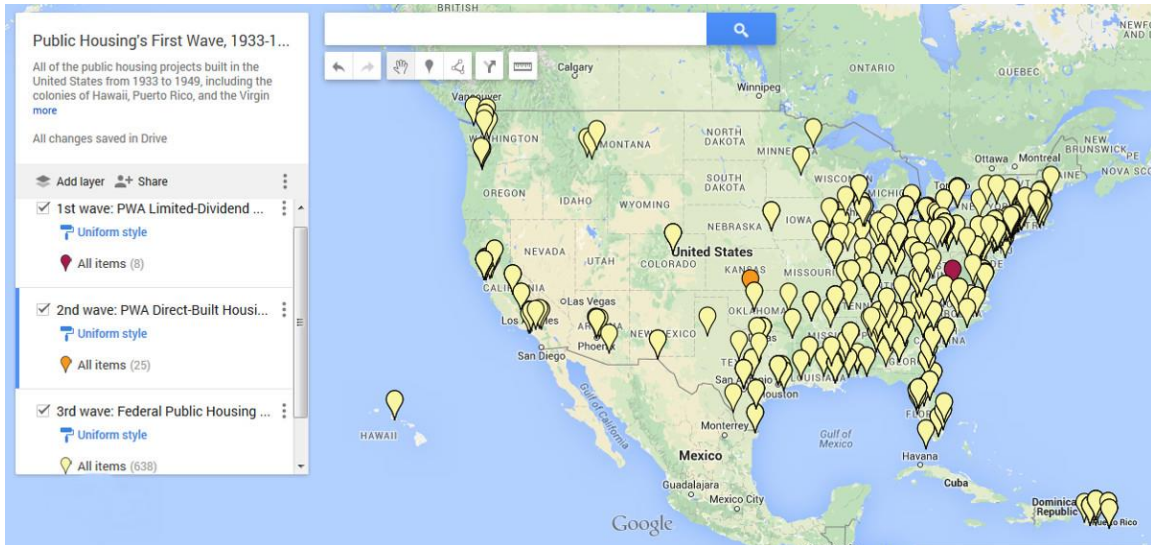 Public Housing's First Wave, 1933-1...
All of the public housing projects built in the
United States from 1933 to 1949, including the
colonies of Hawaii, Puerto Rico, and the Virgin
more
All changes saved in Drive
Add layer Share
1st wave: PWA Limited-Dividend ...
Uniform style
All items (8)
2nd wave: PWA Direct-Built Housi...
Uniform style
All items (25)
3rd wave: Federal Public Housing ...
Uniform style
All items (638)
BRITISH
Calgary
ONTARIO
QUEBEC
Winnipeg
Vancouver
WASHINGTON
MONTANA
NORTH
DAKOTA
Ottawa
Montreal
NEW
BRUNSWICK
PE
NOVA SCO
SOUTH
DAKOTA
WISCONSIN
MICHIGAN
OREGON
IDAHO
WYOMING
NEBRASKA
IOWA
NEVADA
UTAH
COLORADO
United States
KANSAS
MISSOURI
CALIFORNIA
Las Vegas
OKLAHOMA
Los Angeles
NEW MEXICO
Phoenix
San Diego
San Antonio
Houston
LOUISIANA
Gulf of California
Monterrey
Gulf of
Mexico
HAWAII
Mexico
Havana
Cuba
Guadalajara
Mexico City
Dominican
Republic
Puerto Rico
Google